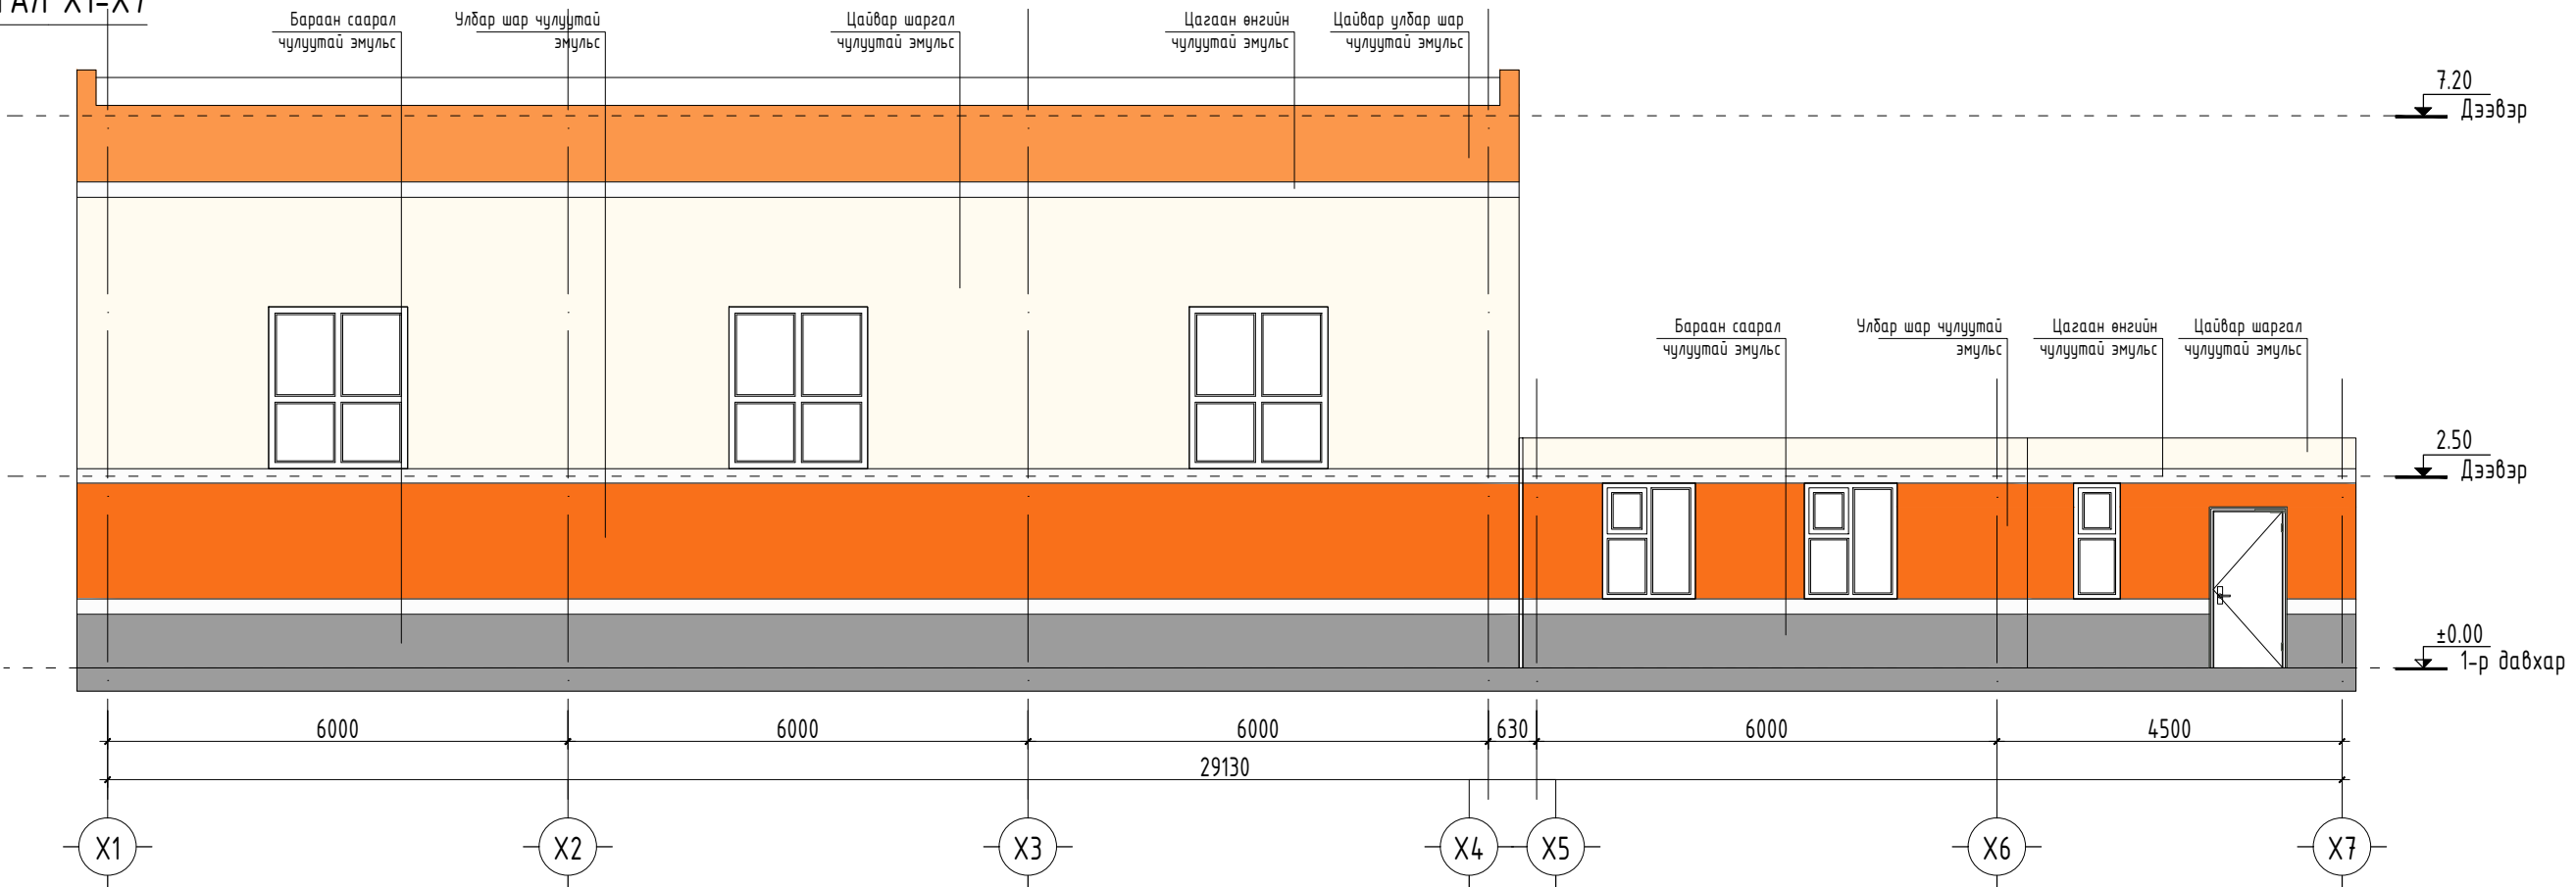 Х1-Х7
Бараан саарал
чулуутай эмульс
Улбар шар чулуутай
эмульс
Цайвар шаргал
чулуутай эмульс
Цагаан өнгийн
чулуутай эмульс
Цайвар улбар шар
чулуутай эмульс
7.20
Дээвэр
Бараан саарал
чулуутай эмульс
Улбар шар чулуутай
эмульс
Цагаан өнгийн
чулуутай эмульс
Цайвар шаргал
чулуутай эмульс
2.50
Дээвэр
±0.00
1-р давхар
6000
6000
6000
630
6000
4500
29130
X1
X2
X3
X4
X5
X6
X7